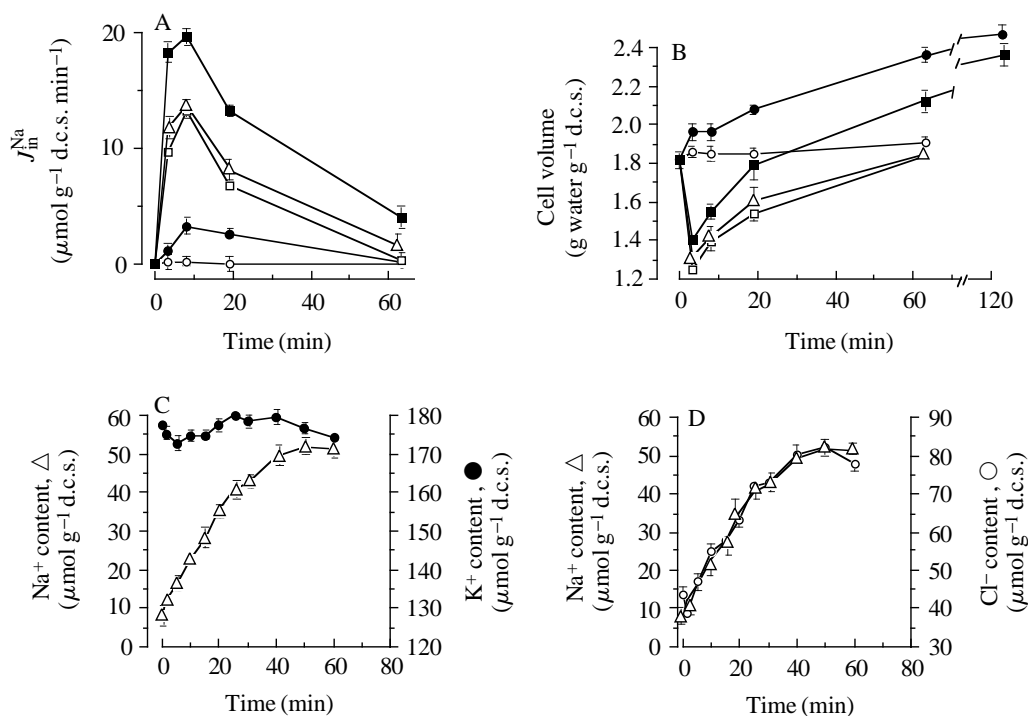 A
20
10
0
J^Na_in
(μmol g⁻¹ d.c.s. min⁻¹)
0 20 40 60
Time (min)
B
2.4
2.2
2.0
1.8
1.6
1.4
1.2
Cell volume
(g water g⁻¹ d.c.s.)
0 20 40 60 120
Time (min)
C
60
50
40
30
20
10
0
Na⁺ content, △
(μmol g⁻¹ d.c.s.)
180
170
160
150
140
130
120
K⁺ content, ●
(μmol g⁻¹ d.c.s.)
0 20 40 60 80
Time (min)
D
60
50
40
30
20
10
0
Na⁺ content, △
(μmol g⁻¹ d.c.s.)
90
80
70
60
50
40
30
Cl⁻ content, ○
(μmol g⁻¹ d.c.s.)
0 20 40 60 80
Time (min)